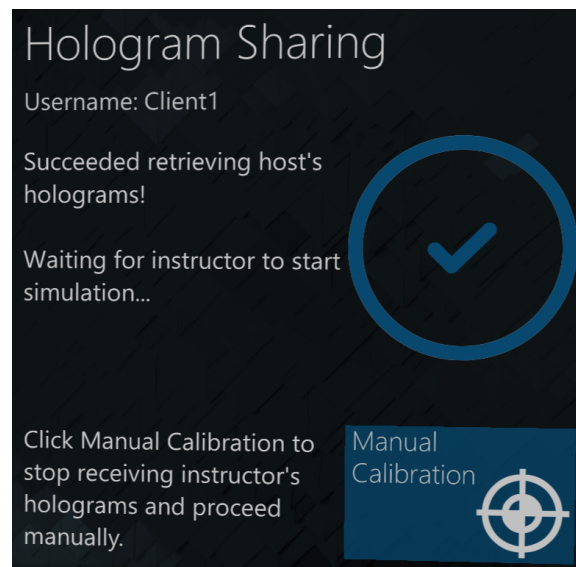 Hologram Sharing
Username: Client1
Succeeded retrieving host's
holograms!
Waiting for instructor to start
simulation...
Click Manual Calibration to
stop receiving instructor's
holograms and proceed
manually.
Manual
Calibration